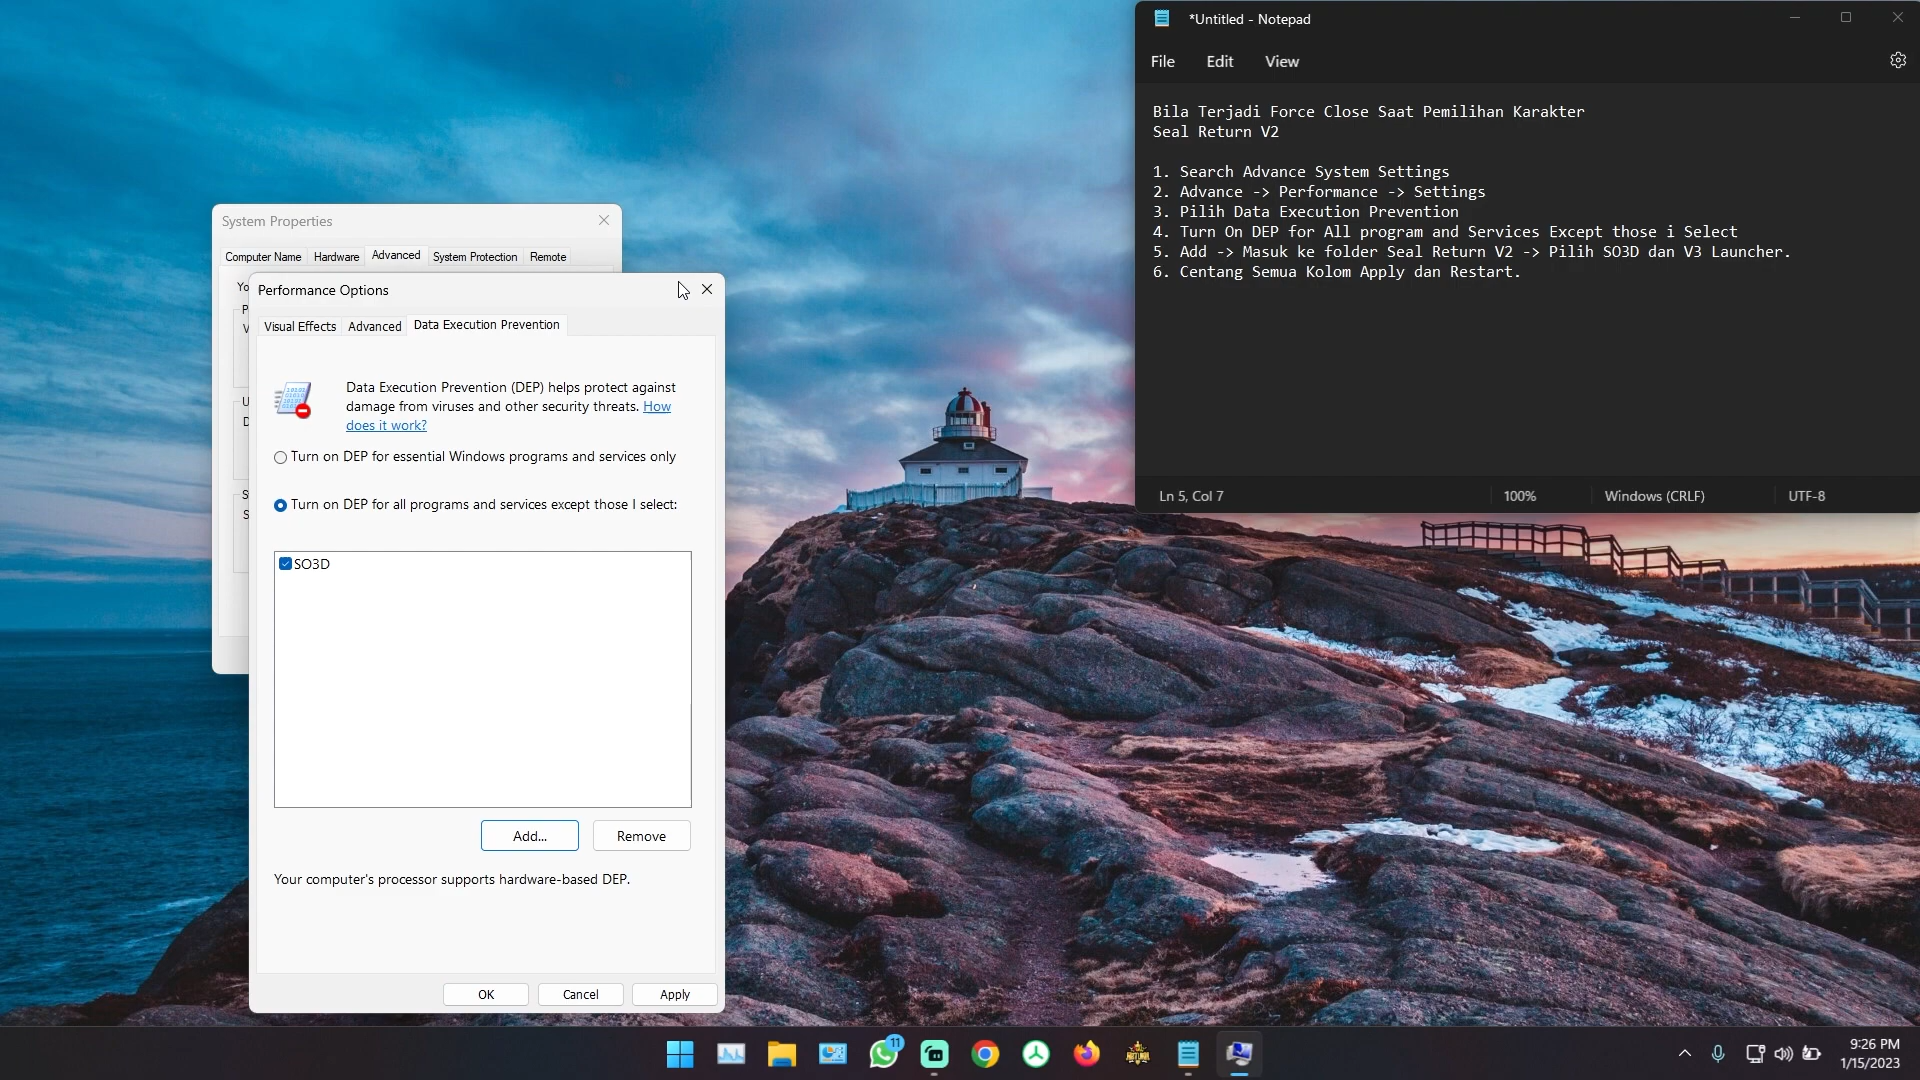 *Untitled - Notepad
File Edit View
Bila Terjadi Force Close Saat Pemilihan Karakter
Seal Return V2
1. Search Advance System Settings
2. Advance -> Performance -> Settings
3. Pilih Data Execution Prevention
4. Turn On DEP for All program and Services Except those i Select
5. Add -> Masuk ke folder Seal Return V2 -> Pilih SO3D dan V3 Launcher.
6. Centang Semua Kolom Apply dan Restart.
Ln 5, Col 7 100% Windows (CRLF) UTF-8
System Properties
Computer Name Hardware Advanced System Protection Remote
Yo
P
V
U
D
S
S
Performance Options
Visual Effects Advanced Data Execution Prevention
Data Execution Prevention (DEP) helps protect against
damage from viruses and other security threats. How
does it work?
Turn on DEP for essential Windows programs and services only
Turn on DEP for all programs and services except those I select:
SO3D
Add... Remove
Your computer's processor supports hardware-based DEP.
OK Cancel Apply
11
9:26 PM
1/15/2023